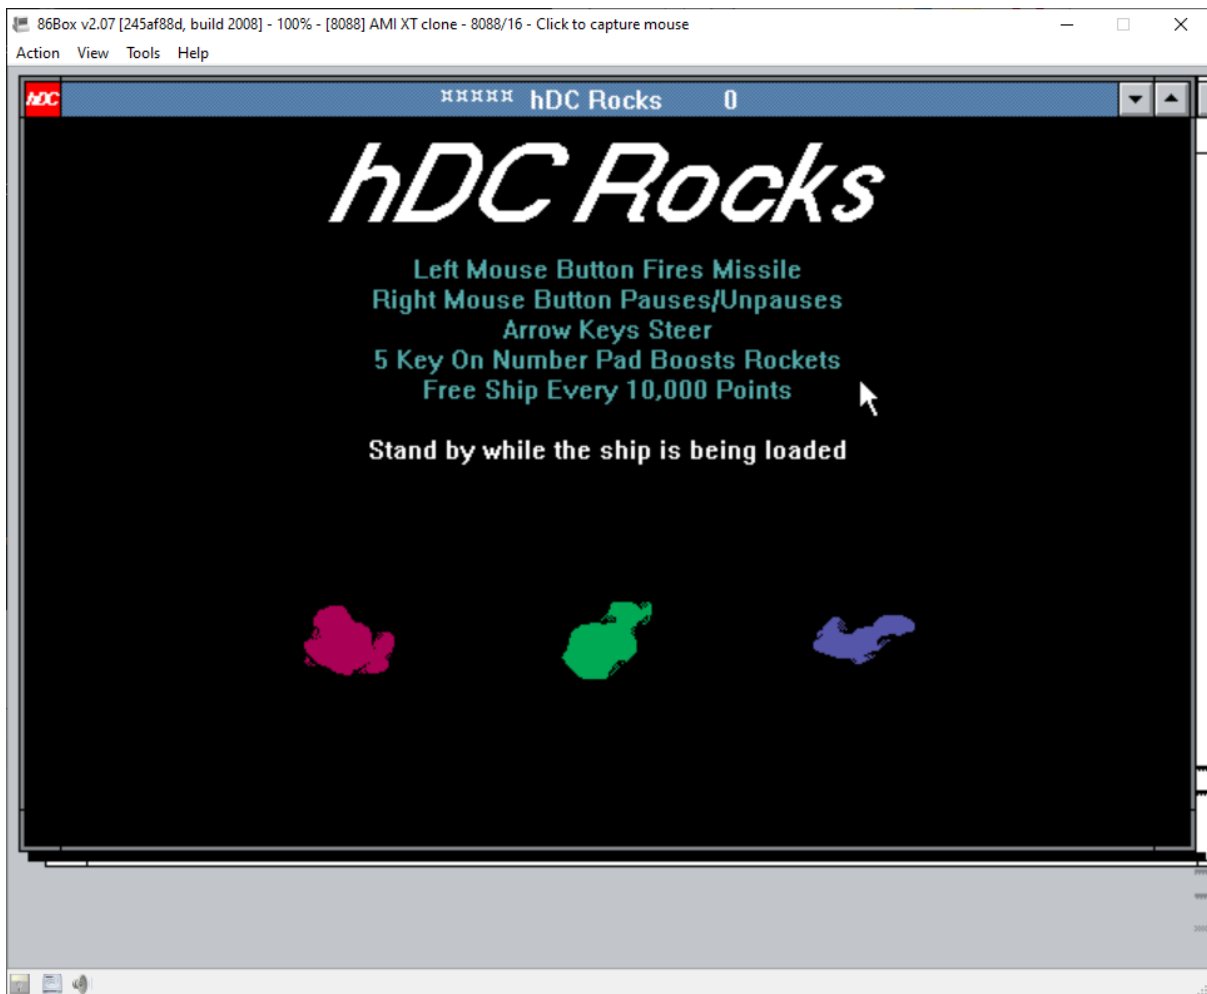 86Box v2.07 [245af88d, build 2008] - 100% - [8088] AMI XT clone - 8088/16 - Click to capture mouse
Action View Tools Help
hDC
¤¤¤¤¤ hDC Rocks 0
hDC Rocks
Left Mouse Button Fires Missile
Right Mouse Button Pauses/Unpauses
Arrow Keys Steer
5 Key On Number Pad Boosts Rockets
Free Ship Every 10,000 Points
Stand by while the ship is being loaded